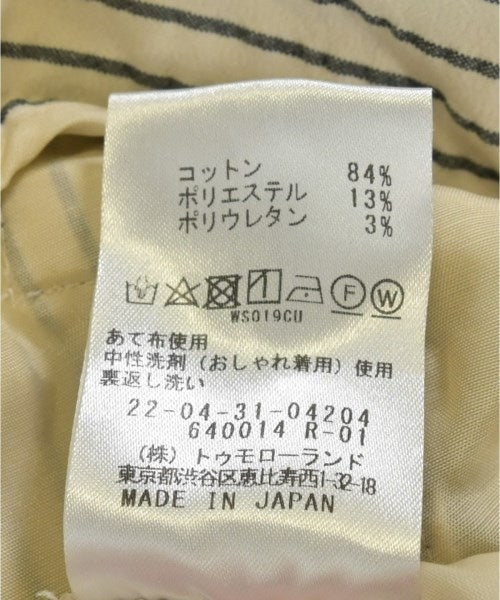 コットン 84%
ポリエステル 13%
ポリウレタン 3%
F W
WS019CU
あて布使用
中性洗剤(おしゃれ着用)使用
裏返し洗い
22-04-31-04204
640014 R-01
(株)トゥモローランド
東京都渋谷区恵比寿西1-32-18
MADE IN JAPAN